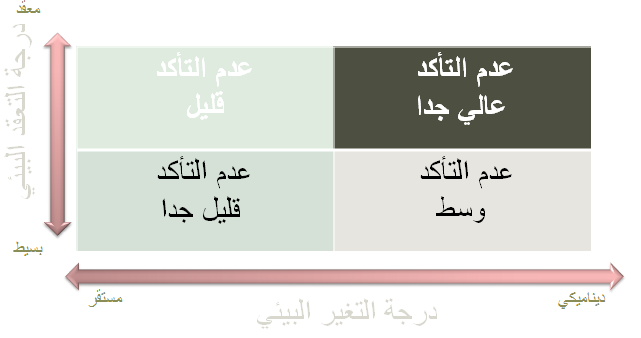 معقد
درجة التعقد البيئي
عدم التأكد
عالي جدا
عدم التأكد
قليل
عدم التأكد
وسط
عدم التأكد
قليل جدا
بسيط
ديناميكي
مستقر
درجة التغير البيئي